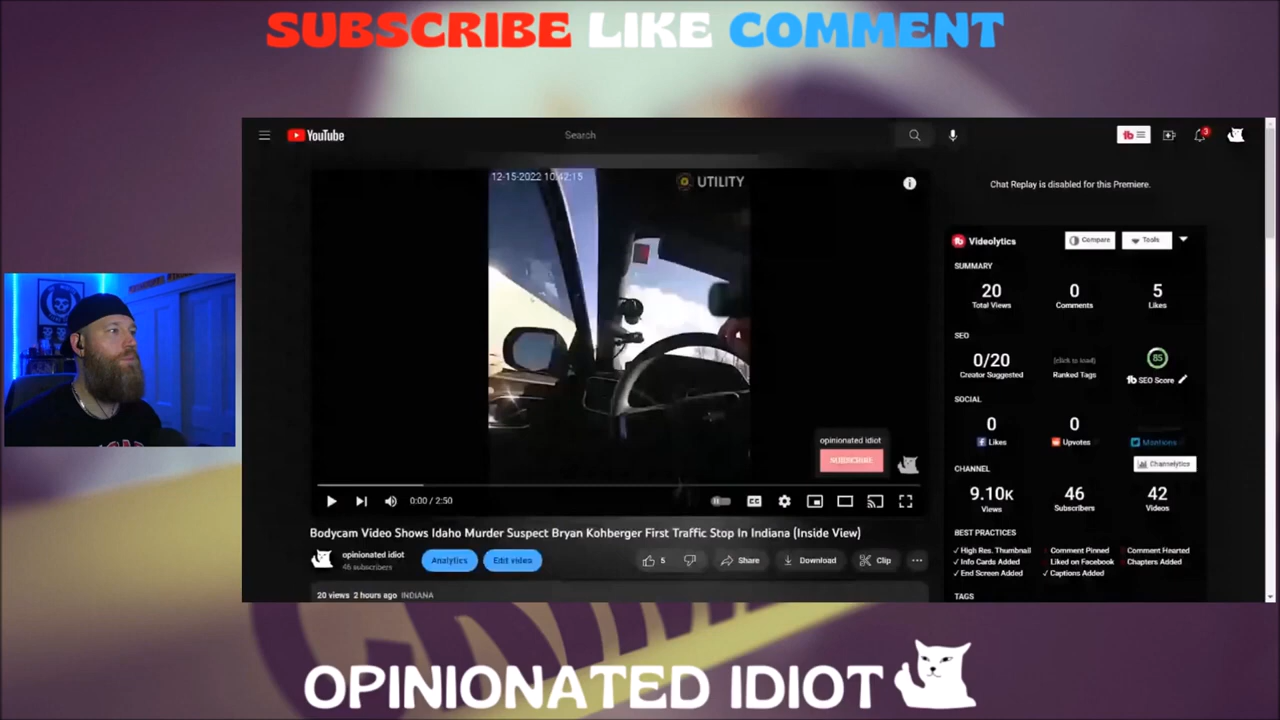 SUBSCRIBE LIKE COMMENT
YouTube
Search
3
12-15-2022 10:42:15
UTILITY
Chat Replay is disabled for this Premiere.
Videolytics
Compare
Tools
SUMMARY
20
0
5
Total Views
Comments
Likes
SEO
0/20
(click to load)
85
Creator Suggested
Ranked Tags
SEO Score
SOCIAL
0
0
Likes
Upvotes
Mentions
Channelytics
CHANNEL
9.10K
46
42
Views
Subscribers
Videos
BEST PRACTICES
✓ High Res. Thumbnail
Comment Pinned
Comment Hearted
✓ Info Cards Added
Liked on Facebook
Chapters Added
✓ End Screen Added
✓ Captions Added
TAGS
opinionated idiot
SUBSCRIBE
0:00 / 2:50
CC
Bodycam Video Shows Idaho Murder Suspect Bryan Kohberger First Traffic Stop In Indiana (Inside View)
opinionated idiot
46 subscribers
Analytics
Edit video
5
Share
Download
Clip
20 views 2 hours ago INDIANA
OPINIONATED IDIOT